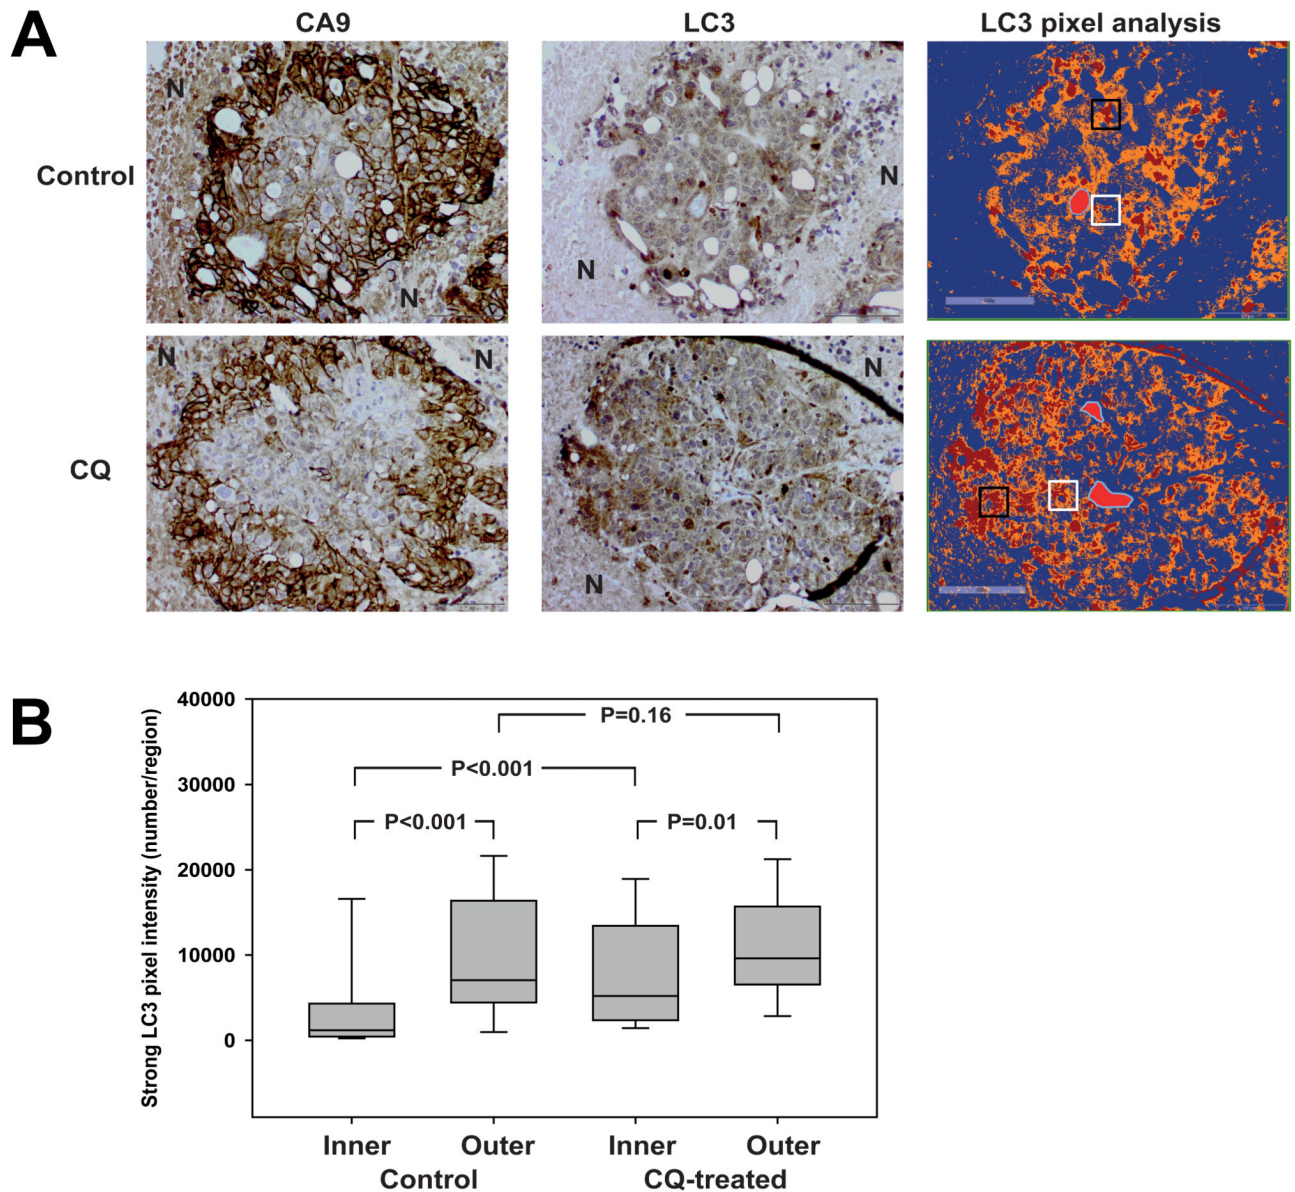 A
CA9 LC3 LC3 pixel analysis
Control
N
N
N
N
CQ
N
N
N
N
B
Strong LC3 pixel intensity (number/region)
40000
30000
20000
10000
0
P=0.16
P<0.001
P<0.001
P=0.01
Inner Outer Inner Outer
Control CQ-treated